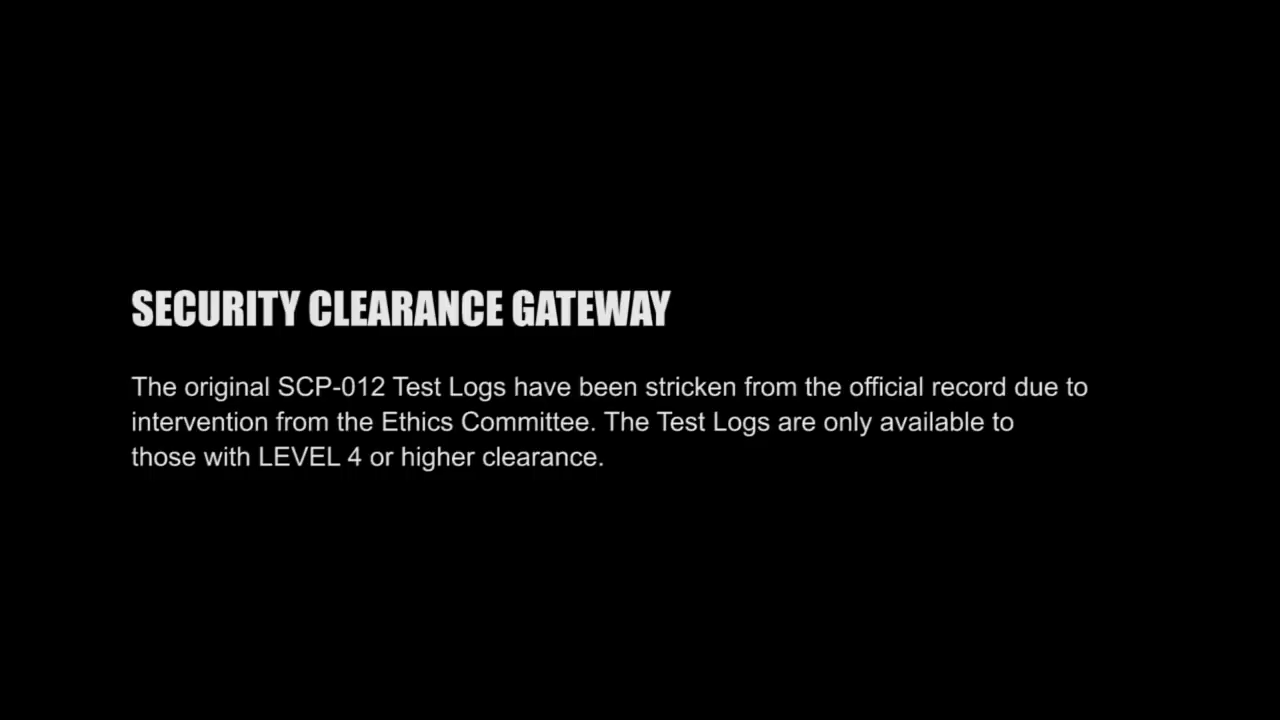 SECURITY CLEARANCE GATEWAY
The original SCP-012 Test Logs have been stricken from the official record due to
intervention from the Ethics Committee. The Test Logs are only available to
those with LEVEL 4 or higher clearance.